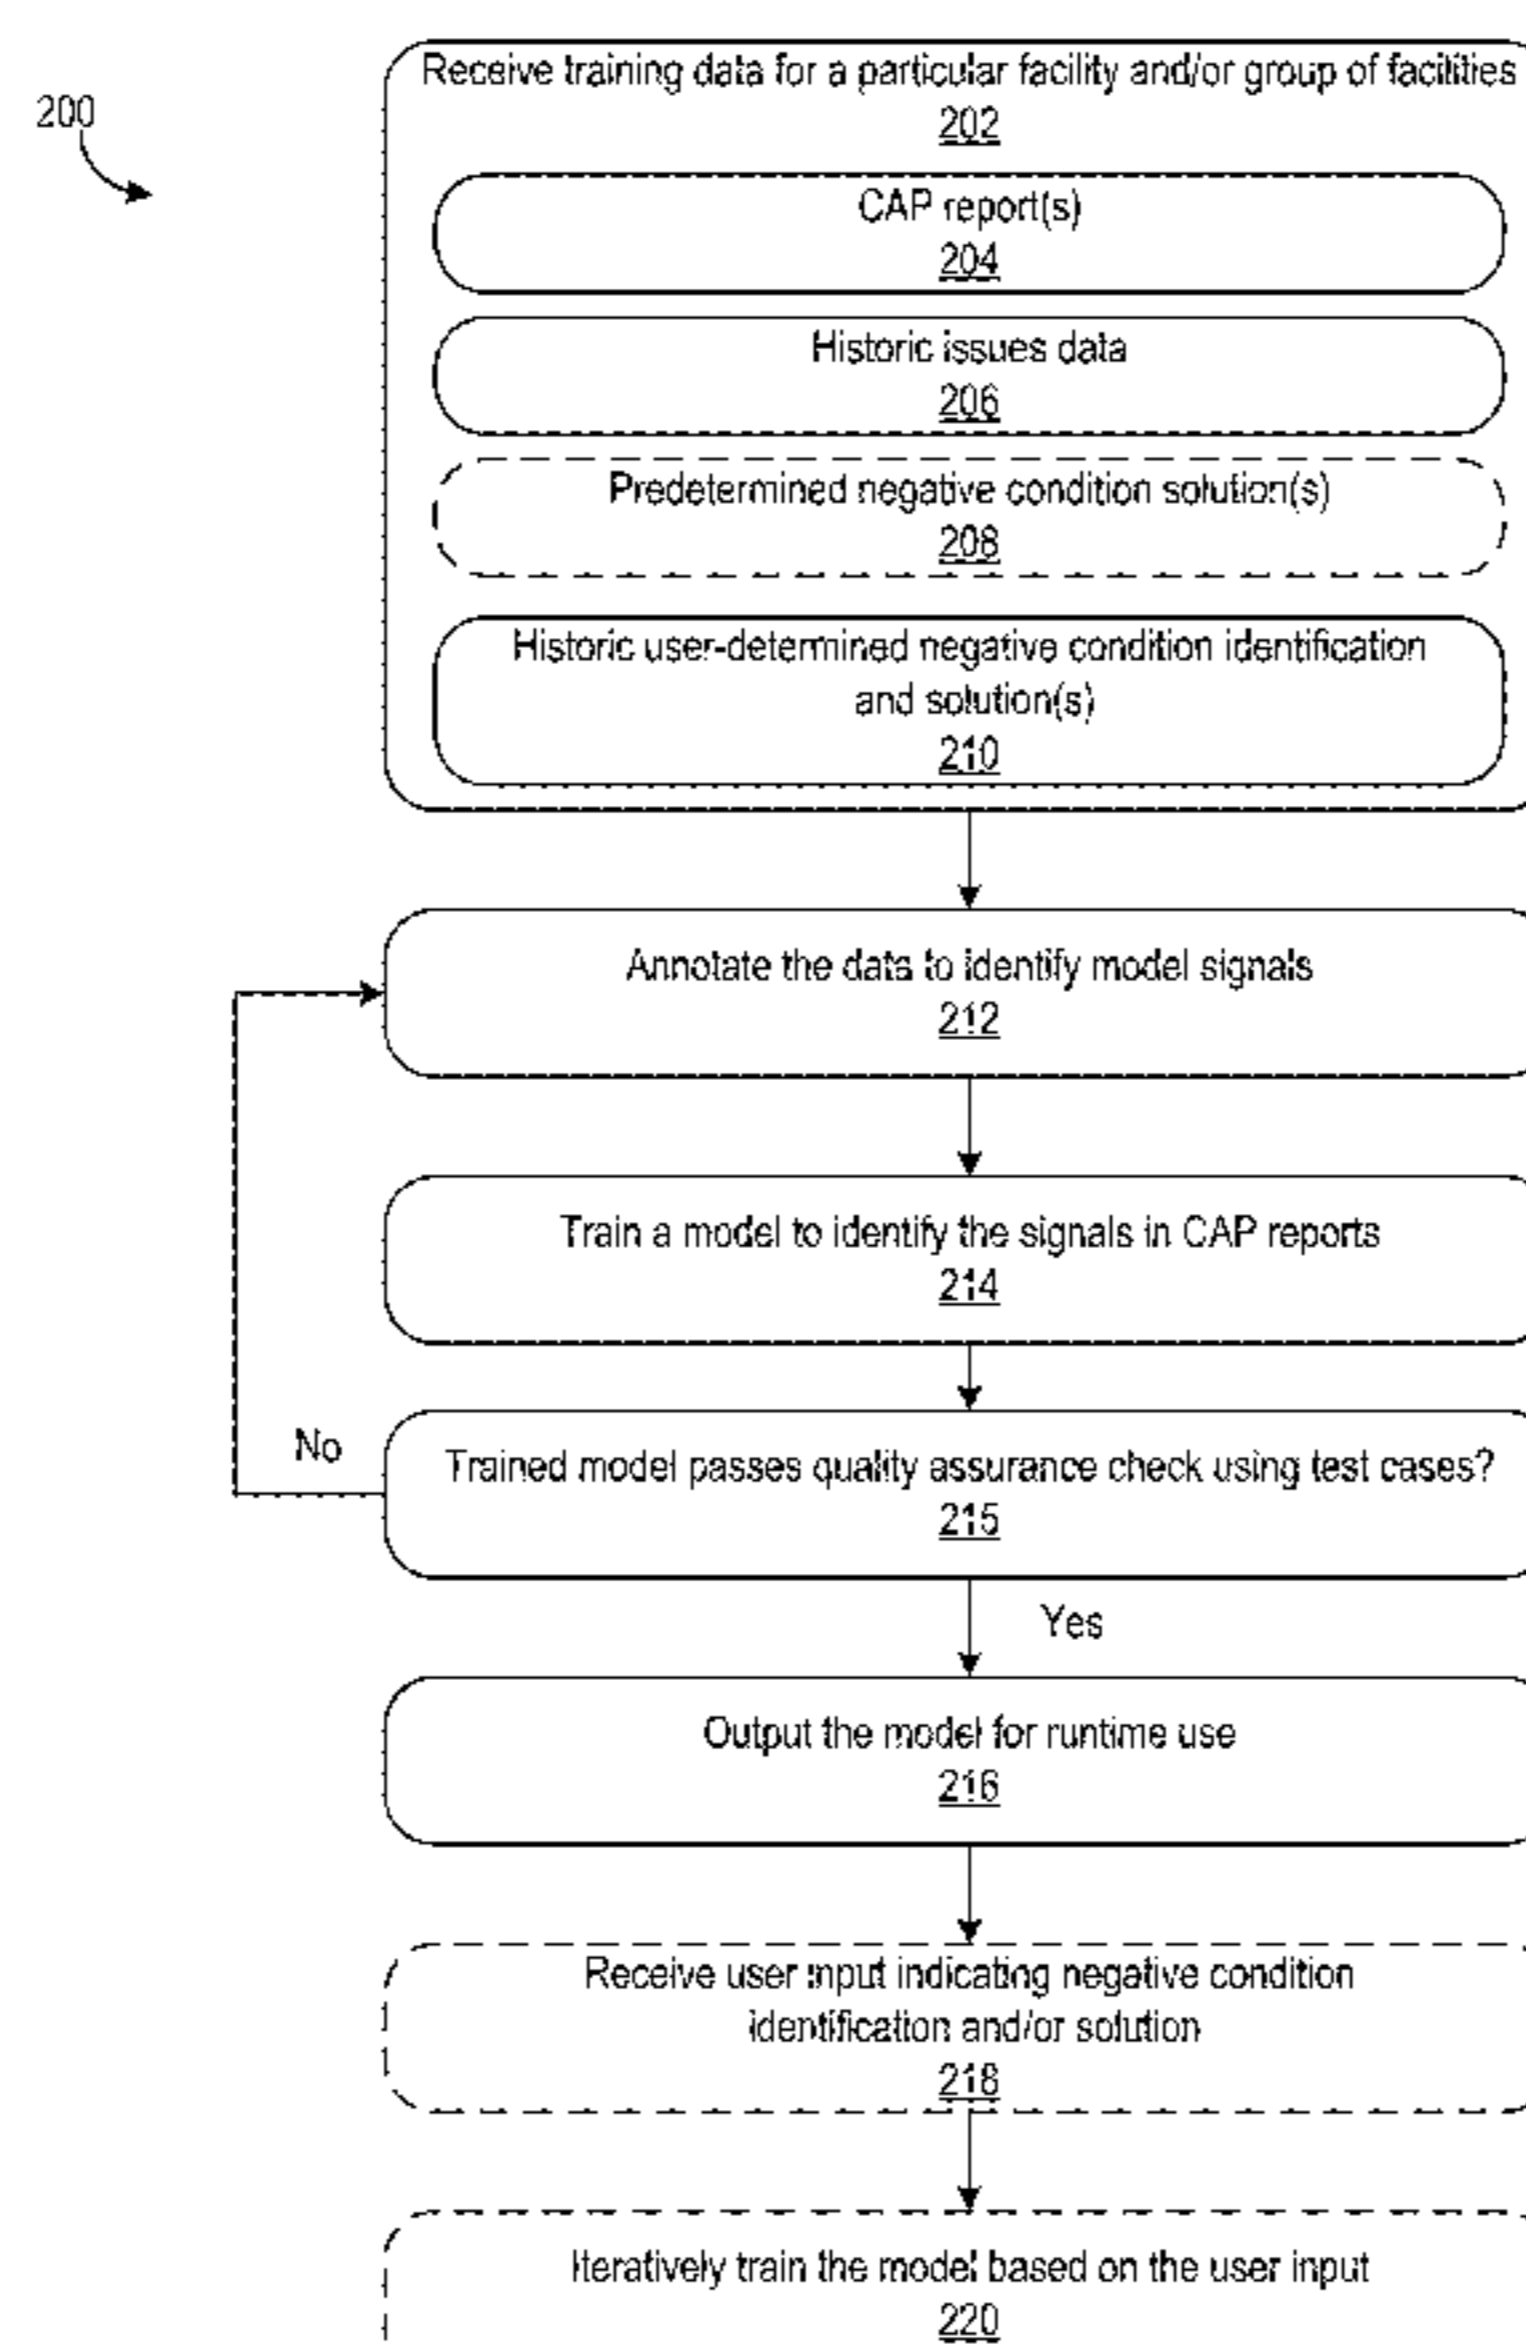 200
Receive training data for a particular facility and/or group of facilities
202
CAP report(s)
204
Historic issues data
206
Predetermined negative condition solution(s)
208
Historic user-determined negative condition identification
and solution(s)
210
Annotate the data to identify model signals
212
Train a model to identify the signals in CAP reports
214
No
Trained model passes quality assurance check using test cases?
215
Yes
Output the model for runtime use
216
Receive user input indicating negative condition
identification and/or solution
218
Iteratively train the model based on the user input
220